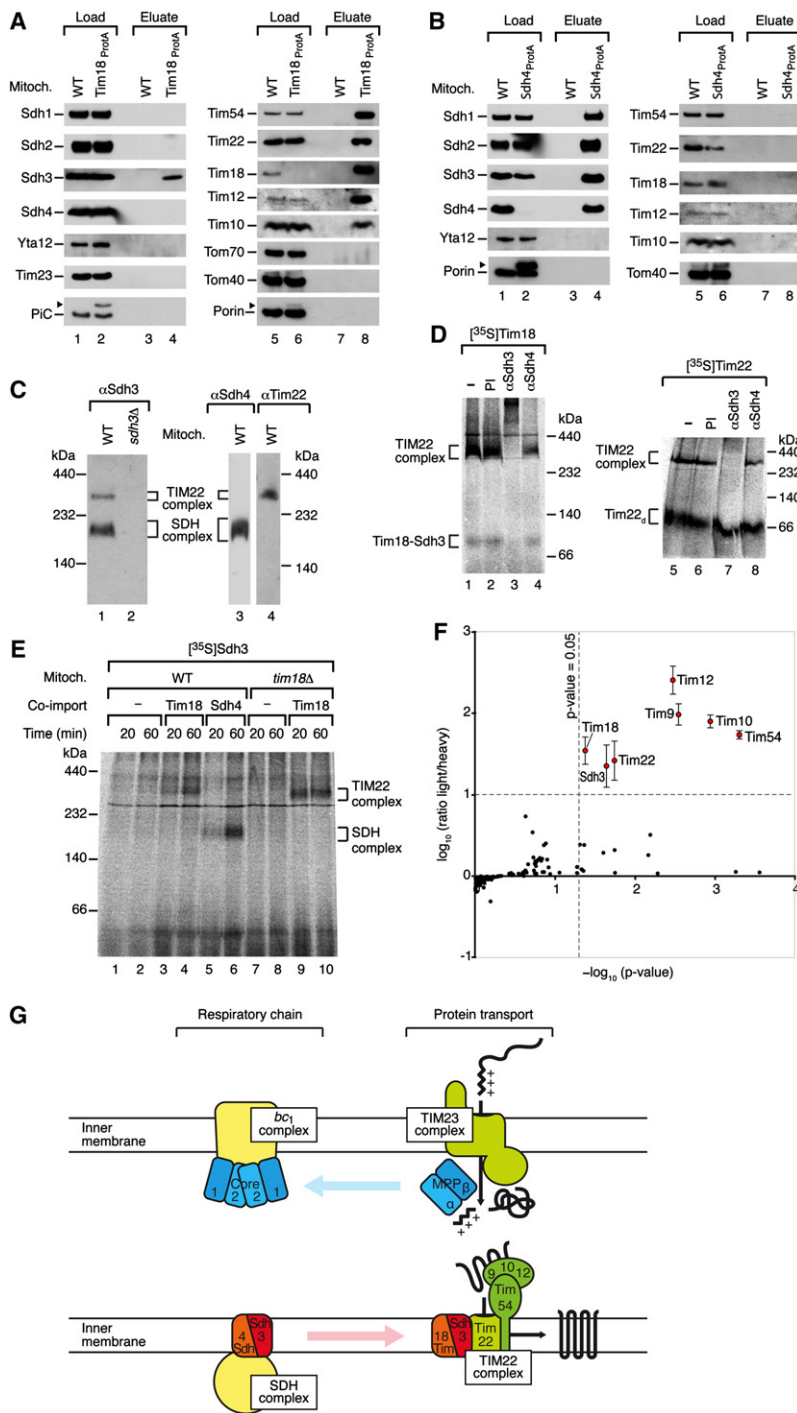 A
Load Eluate
Load Eluate
Mitoch.
WT
Tim18ProtA
WT
Tim18ProtA
WT
Tim18ProtA
WT
Tim18ProtA
Sdh1
Sdh2
Sdh3
Sdh4
Yta12
Tim23
PiC
1 2 3 4
Tim54
Tim22
Tim18
Tim12
Tim10
Tom70
Tom40
Porin
5 6 7 8
B
Load Eluate
Load Eluate
Mitoch.
WT
Sdh4ProtA
WT
Sdh4ProtA
WT
Sdh4ProtA
WT
Sdh4ProtA
Sdh1
Sdh2
Sdh3
Sdh4
Yta12
Porin
1 2 3 4
Tim54
Tim22
Tim18
Tim12
Tim10
Tom40
5 6 7 8
C
αSdh3
WT
sdh3Δ
kDa
440
232
140
1 2
TIM22 complex
SDH complex
αSdh4 αTim22
Mitoch.
WT
WT
kDa
440
232
140
3 4
D
[35S]Tim18
–
PI
αSdh3
αSdh4
kDa
440
232
140
66
TIM22 complex
Tim18-Sdh3
1 2 3 4
[35S]Tim22
–
PI
αSdh3
αSdh4
kDa
440
232
140
66
TIM22 complex
Tim22d
5 6 7 8
E
[35S]Sdh3
Mitoch. WT tim18Δ
Co-import – Tim18 Sdh4 – Tim18
Time (min) 20 60 20 60 20 60 20 60 20 60
kDa
440
232
140
66
TIM22 complex
SDH complex
1 2 3 4 5 6 7 8 9 10
F
3
2
1
0
-1
log10 (ratio light/heavy)
p-value = 0.05
Tim12
Tim9
Tim10
Tim54
Tim18
Sdh3
Tim22
1 2 3 4
–log10 (p-value)
G
Respiratory chain Protein transport
Inner membrane
bc1 complex
1 Core 2 2 1
TIM23 complex
+ + +
MPP α β
+ + +
Inner membrane
4 Sdh
Sdh 3
SDH complex
18 Tim
Sdh 3
Tim 22
9 10 12
Tim 54
TIM22 complex